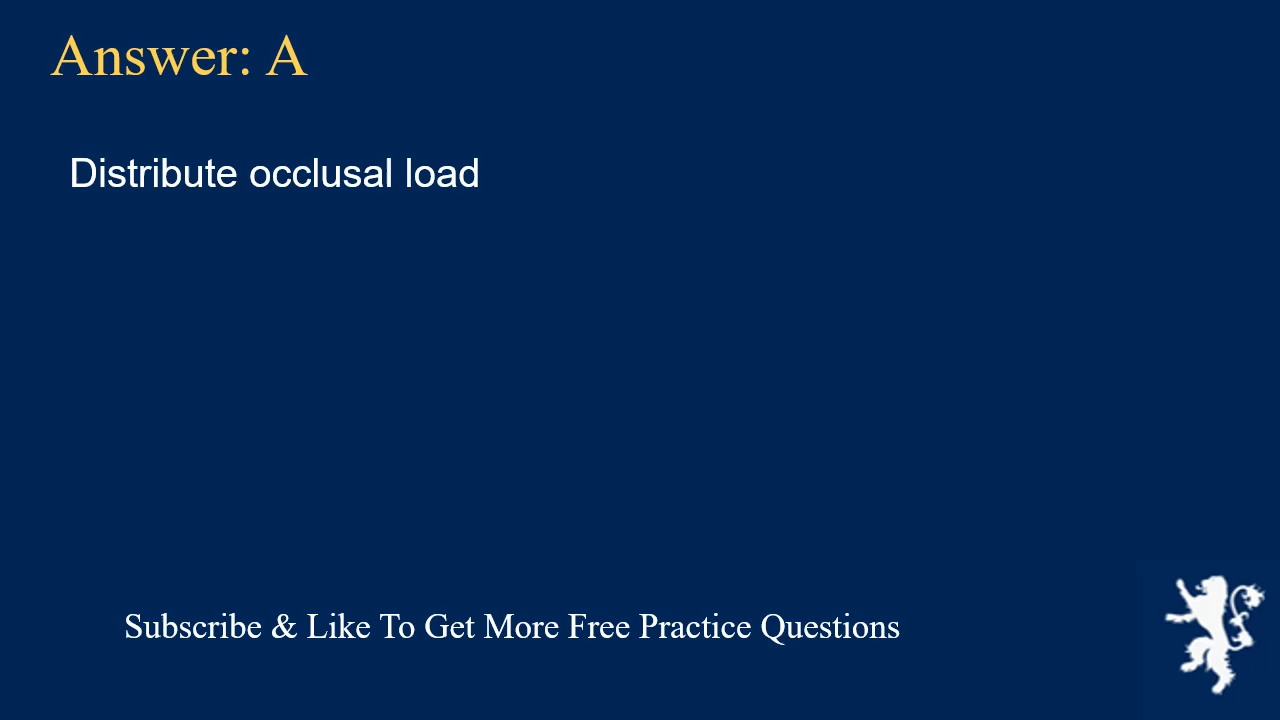 Answer: A
Distribute occlusal load
Subscribe & Like To Get More Free Practice Questions